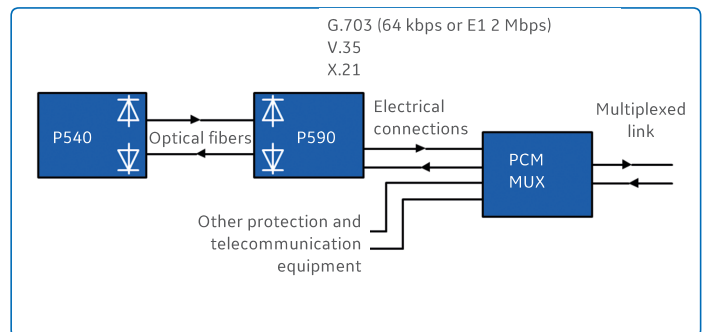 G.703 (64 kbps or E1 2 Mbps)
V.35
X.21
P540
Optical fibers
P590
Electrical
connections
PCM
MUX
Multiplexed
link
Other protection and
telecommunication
equipment